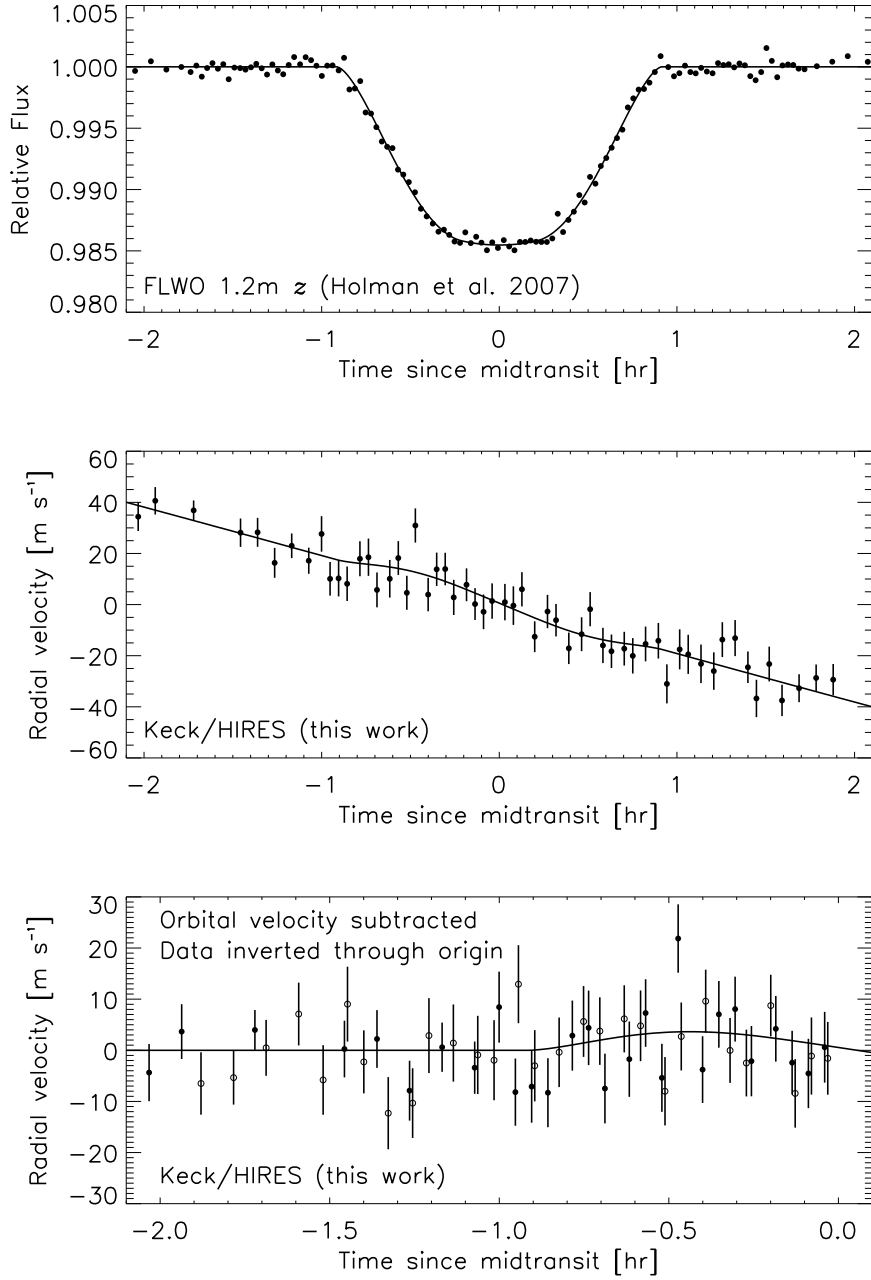 1.005
1.000
0.995
0.990
0.985
0.980
Relative Flux
FLWO 1.2m z (Holman et al. 2007)
−2 −1 0 1 2
Time since midtransit [hr]
60
40
20
0
−20
−40
−60
Radial velocity [m s⁻¹]
Keck/HIRES (this work)
−2 −1 0 1 2
Time since midtransit [hr]
30
20
10
0
−10
−20
−30
Radial velocity [m s⁻¹]
Orbital velocity subtracted
Data inverted through origin
Keck/HIRES (this work)
−2.0 −1.5 −1.0 −0.5 0.0
Time since midtransit [hr]